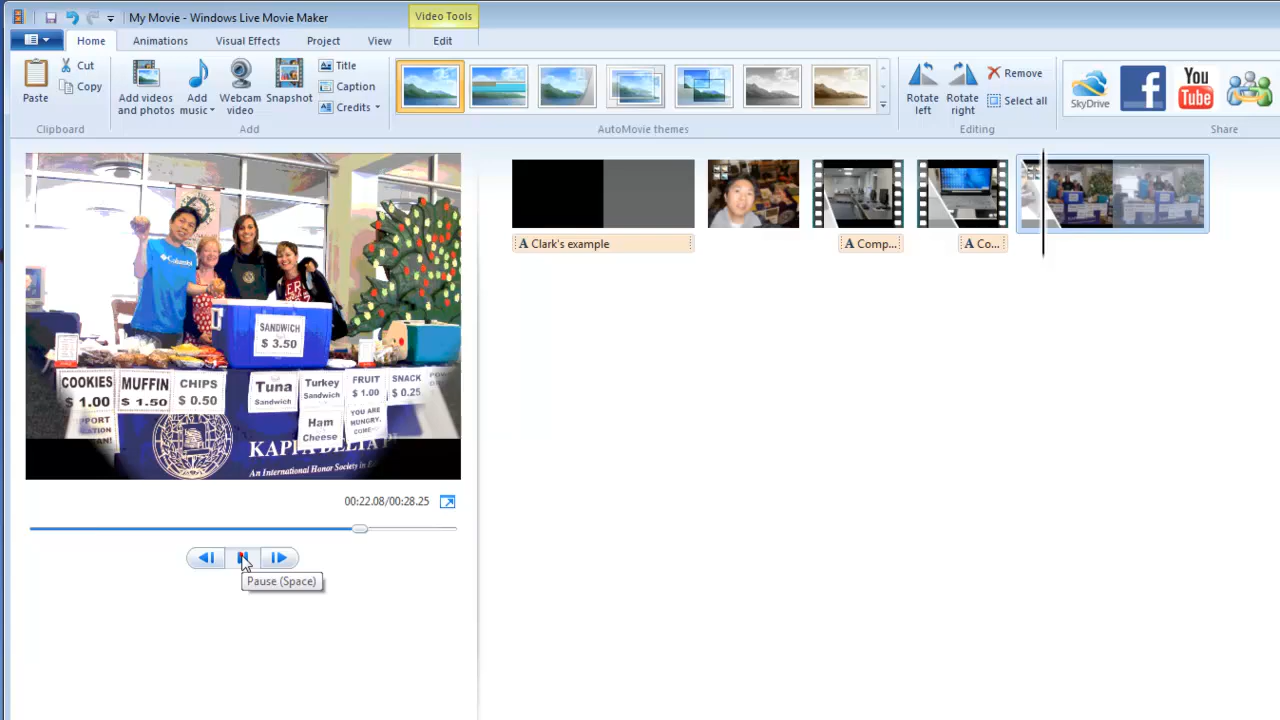 My Movie - Windows Live Movie Maker
Video Tools
Home
Animations
Visual Effects
Project
View
Edit
Paste
Cut
Copy
Clipboard
Add videos
and photos
Add
music
Webcam
video
Snapshot
Title
Caption
Credits
Add
AutoMovie themes
Rotate
left
Rotate
right
Remove
Select all
Editing
SkyDrive
f
You
Tube
Share
Columbia
SANDWICH
$ 3.50
COOKIES
$ 1.00
MUFFIN
$ 1.50
CHIPS
$ 0.50
Tuna
Sandwich
Turkey
Sandwich
Ham
Cheese
FRUIT
$ 1.00
SNACK
$ 0.25
YOU ARE
HUNGRY.
COME
KAPPA DELTA
An International Honor Society in
A Clark's example
A Comp...
A Co...
00:22.08/00:28.25
Pause (Space)